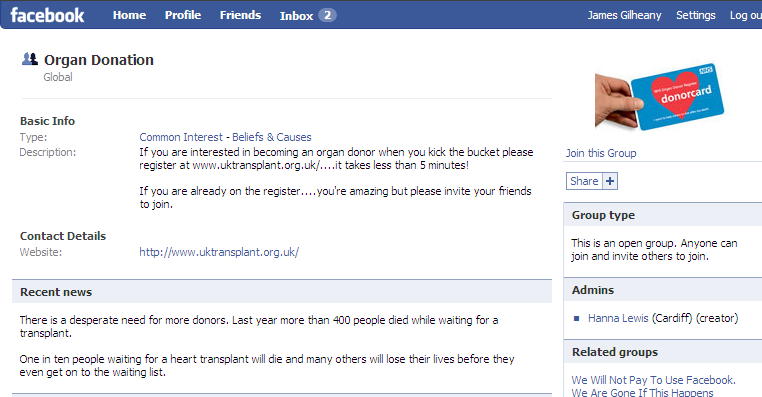 facebook Home Profile Friends Inbox 2 James Gilheany Settings Log ou
Organ Donation
Global
Basic Info
Type: Common Interest - Beliefs & Causes
Description: If you are interested in becoming an organ donor when you kick the bucket please
register at www.uktransplant.org.uk/....it takes less than 5 minutes!
If you are already on the register....you're amazing but please invite your friends
to join.
Contact Details
Website: http://www.uktransplant.org.uk/
Recent news
There is a desperate need for more donors. Last year more than 400 people died while waiting for a
transplant.
One in ten people waiting for a heart transplant will die and many others will lose their lives before they
even get on to the waiting list.
NHS
donorcard
Join this Group
Share +
Group type
This is an open group. Anyone can
join and invite others to join.
Admins
Hanna Lewis (Cardiff) (creator)
Related groups
We Will Not Pay To Use Facebook.
We Are Gone If This Happens